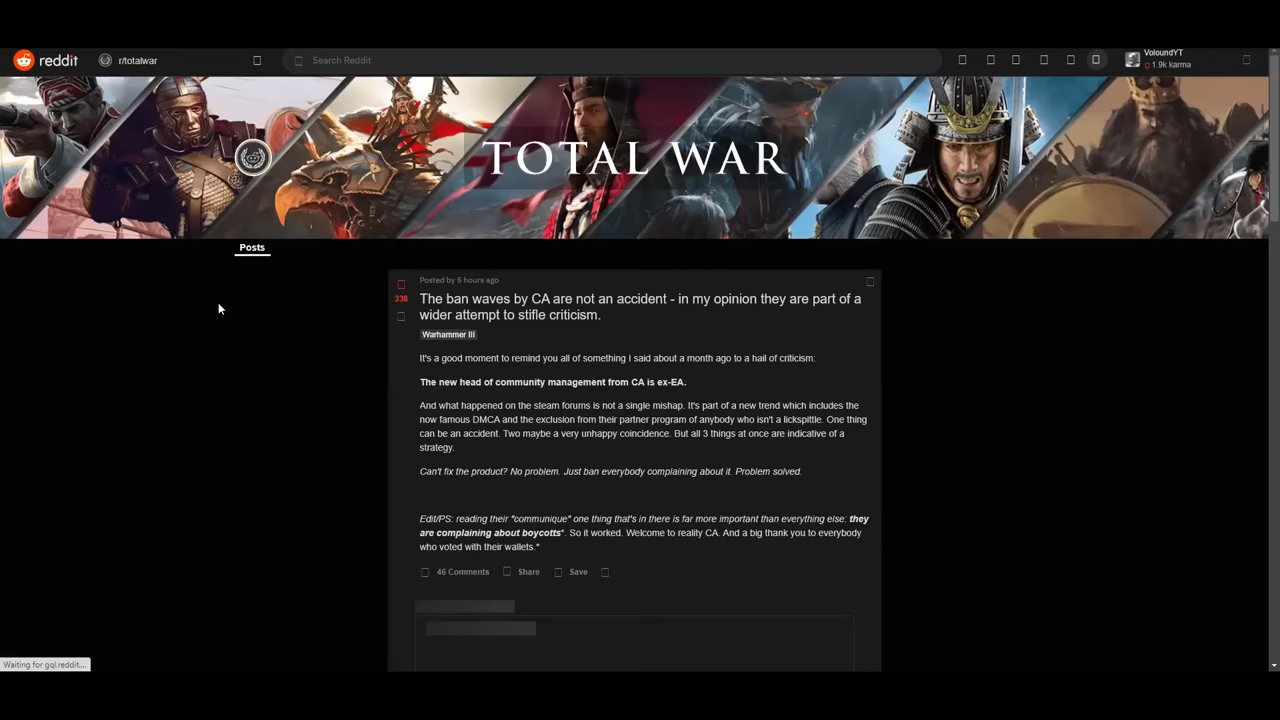 reddit r/totalwar Search Reddit VoloundYT
1.9k karma
TOTAL WAR
Posts
Posted by 5 hours ago
338
The ban waves by CA are not an accident - in my opinion they are part of a
wider attempt to stifle criticism.
Warhammer III
It's a good moment to remind you all of something I said about a month ago to a hail of criticism:
The new head of community management from CA is ex-EA.
And what happened on the steam forums is not a single mishap. It's part of a new trend which includes the
now famous DMCA and the exclusion from their partner program of anybody who isn't a lickspittle. One thing
can be an accident. Two maybe a very unhappy coincidence. But all 3 things at once are indicative of a
strategy.
Can't fix the product? No problem. Just ban everybody complaining about it. Problem solved.
Edit/PS: reading their "communique" one thing that's in there is far more important than everything else: they
are complaining about boycotts*. So it worked. Welcome to reality CA. And a big thank you to everybody
who voted with their wallets.*
46 Comments Share Save
Waiting for gql.reddit....